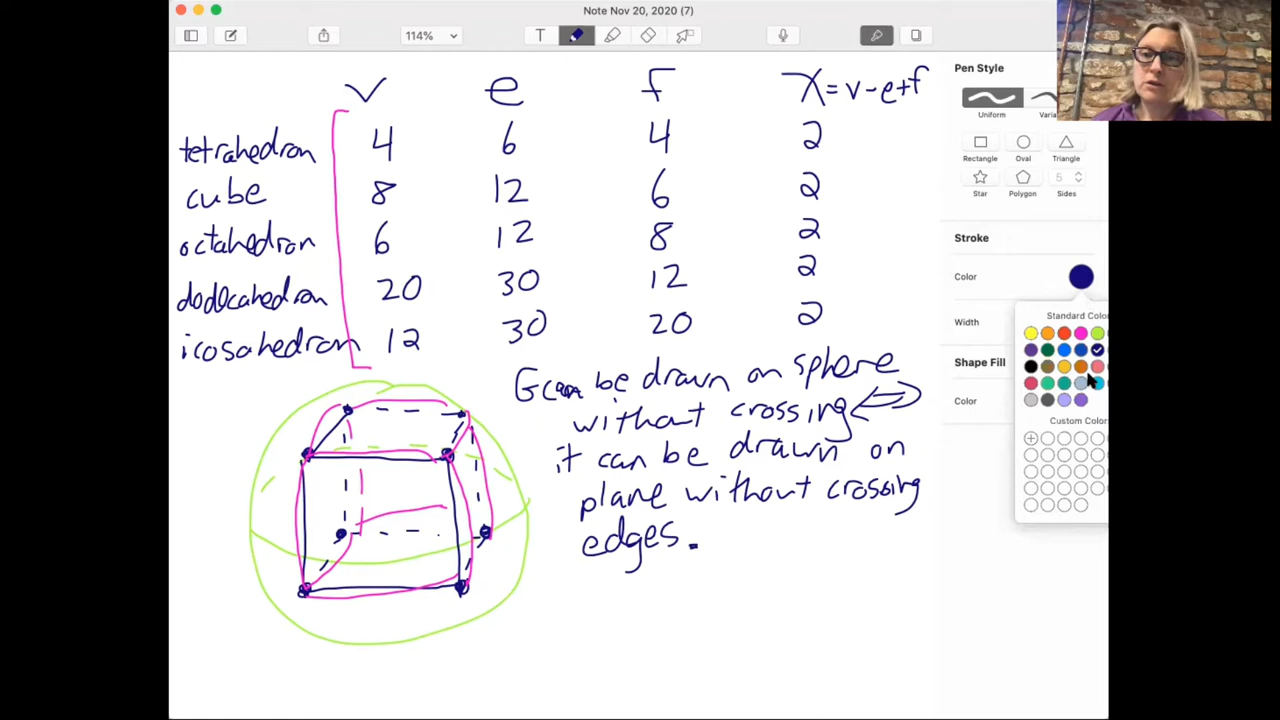 Note Nov 20, 2020 (7)
114%
T
v e f χ = v-e+f
tetrahedron 4 6 4 2
cube 8 12 6 2
octahedron 6 12 8 2
dodecahedron 20 30 12 2
icosahedron 12 30 20 2
G can be drawn on sphere
without crossing ⟺
it can be drawn on
plane without crossing
edges.
Pen Style
Uniform Varia
Rectangle Oval Triangle
5
Star Polygon Sides
Stroke
Color
Standard Color
Width
Shape Fill
Color
Custom Color